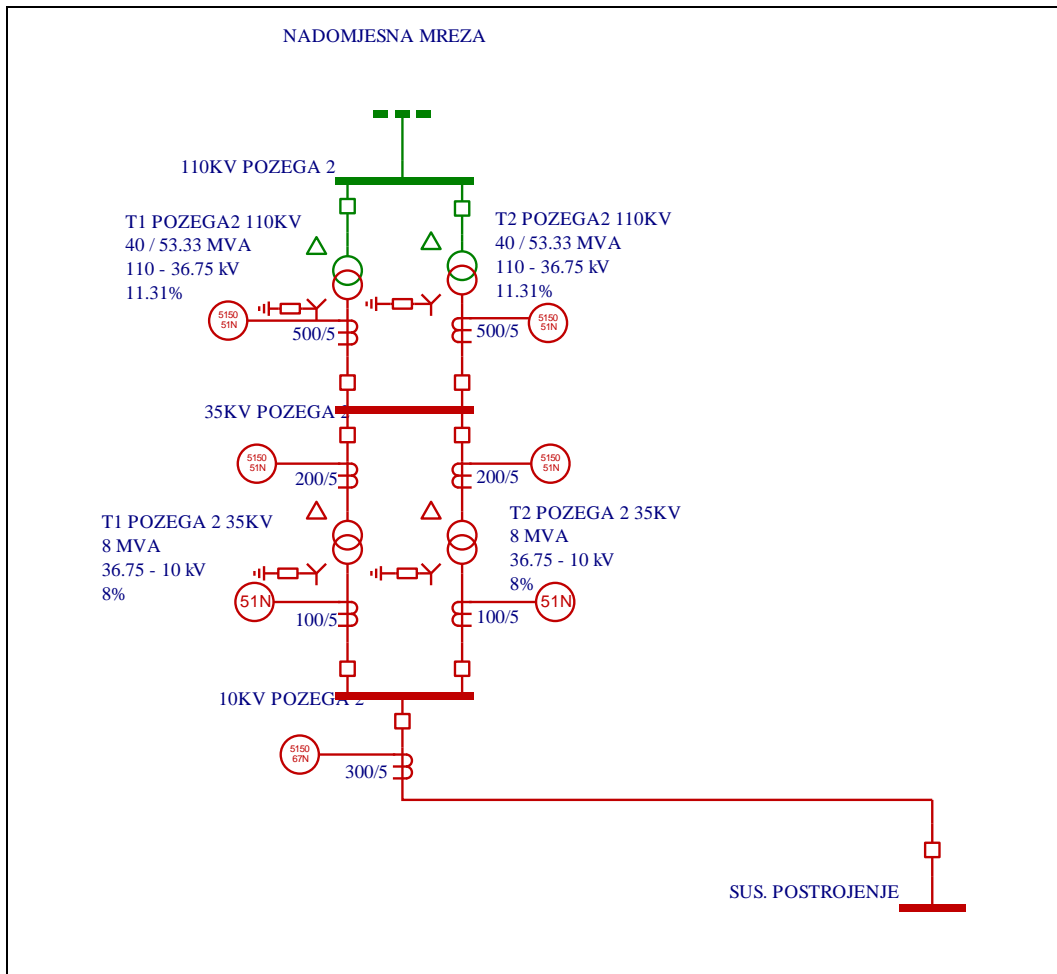 NADOMJESNA MREZA
110KV POZEGA 2
T1 POZEGA2 110KV
40 / 53.33 MVA
110 - 36.75 kV
11.31%
T2 POZEGA2 110KV
40 / 53.33 MVA
110 - 36.75 kV
11.31%
5150
51N
500/5
500/5
5150
51N
35KV POZEGA 2
5150
51N
200/5
200/5
5150
51N
T1 POZEGA 2 35KV
8 MVA
36.75 - 10 kV
8%
T2 POZEGA 2 35KV
8 MVA
36.75 - 10 kV
8%
51N
100/5
100/5
51N
10KV POZEGA 2
5150
67N
300/5
SUS. POSTROJENJE